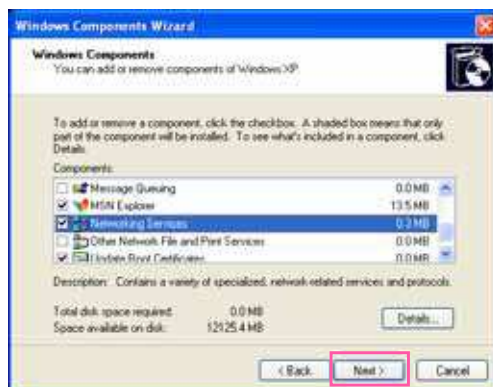 Windows Components Wizard
Windows Components
You can add or remove components of Windows XP.
To add or remove a component, click the checkbox. A shaded box means that only
part of the component will be installed. To see what's included in a component, click
Details.
Components:
Message Queuing 0.0 MB
MSN Explorer 13.5 MB
Networking Services 0.3 MB
Other Network File and Print Services 0.0 MB
Update Root Certificates 0.0 MB
Description: Contains a variety of specialized, network-related services and protocols.
Total disk space required: 0.0 MB
Space available on disk: 12125.4 MB
Details...
< Back Next > Cancel